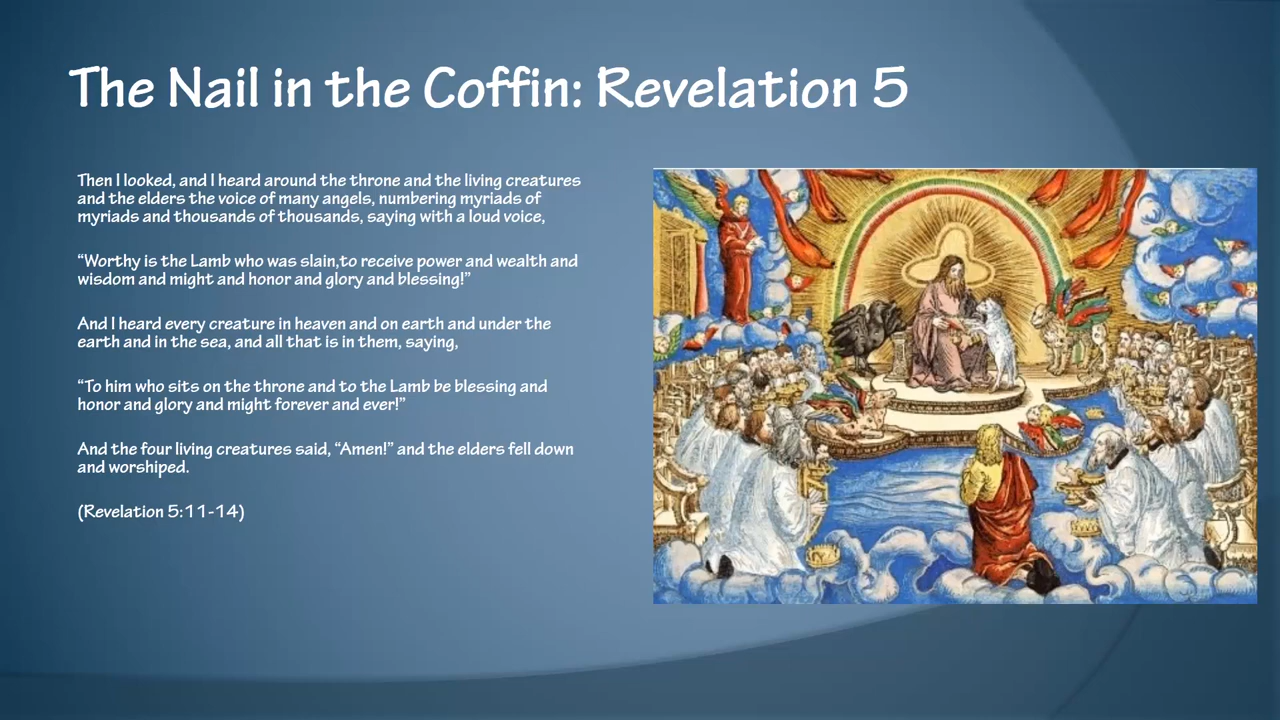 The Nail in the Coffin: Revelation 5
Then I looked, and I heard around the throne and the living creatures
and the elders the voice of many angels, numbering myriads of
myriads and thousands of thousands, saying with a loud voice,
“Worthy is the Lamb who was slain,to receive power and wealth and
wisdom and might and honor and glory and blessing!”
And I heard every creature in heaven and on earth and under the
earth and in the sea, and all that is in them, saying,
“To him who sits on the throne and to the Lamb be blessing and
honor and glory and might forever and ever!”
And the four living creatures said, “Amen!” and the elders fell down
and worshiped.
(Revelation 5:11-14)